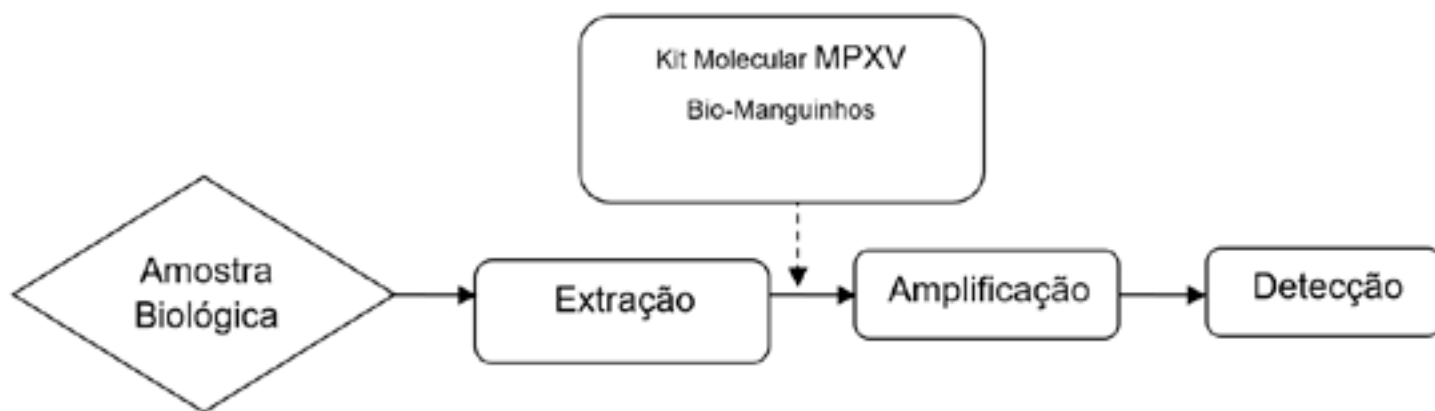 Kit Molecular MPXV
Bio-Manguinhos
Amostra
Biológica
Extração
Amplificação
Detecção